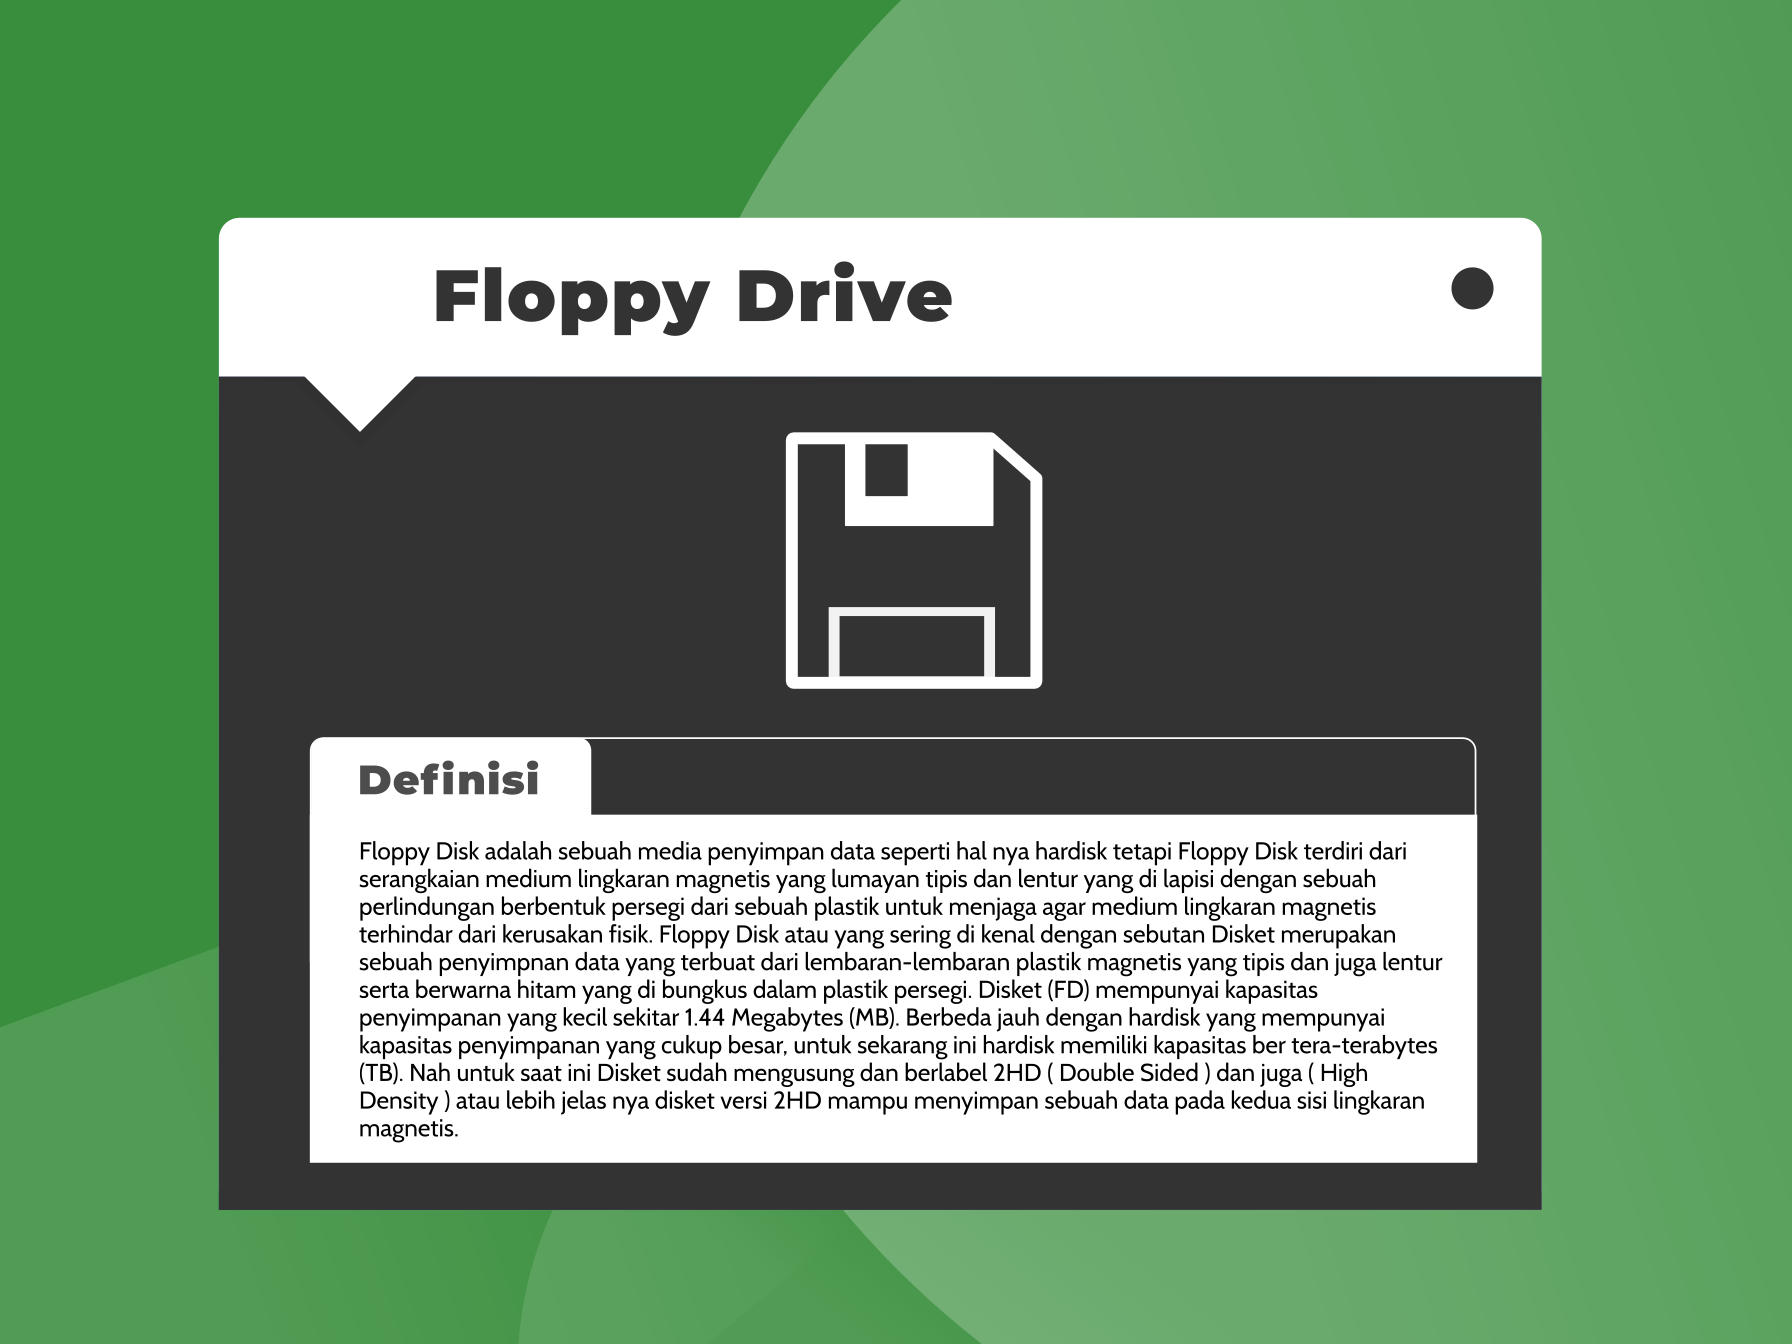 Floppy Drive
Definisi
Floppy Disk adalah sebuah media penyimpan data seperti hal nya hardisk tetapi Floppy Disk terdiri dari
serangkaian medium lingkaran magnetis yang lumayan tipis dan lentur yang di lapisi dengan sebuah
perlindungan berbentuk persegi dari sebuah plastik untuk menjaga agar medium lingkaran magnetis
terhindar dari kerusakan fisik. Floppy Disk atau yang sering di kenal dengan sebutan Disket merupakan
sebuah penyimpnan data yang terbuat dari lembaran-lembaran plastik magnetis yang tipis dan juga lentur
serta berwarna hitam yang di bungkus dalam plastik persegi. Disket (FD) mempunyai kapasitas
penyimpanan yang kecil sekitar 1.44 Megabytes (MB). Berbeda jauh dengan hardisk yang mempunyai
kapasitas penyimpanan yang cukup besar, untuk sekarang ini hardisk memiliki kapasitas ber tera-terabytes
(TB). Nah untuk saat ini Disket sudah mengusung dan berlabel 2HD ( Double Sided ) dan juga ( High
Density ) atau lebih jelas nya disket versi 2HD mampu menyimpan sebuah data pada kedua sisi lingkaran
magnetis.